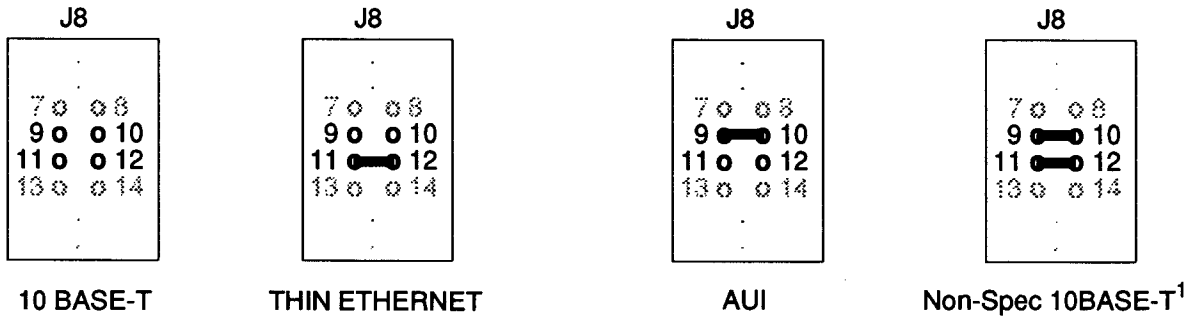 J8 J8 J8 J8
7 8 7 8 7 8 7 8
9 10 9 10 9 10 9 10
11 12 11 12 11 12 11 12
13 14 13 14 13 14 13 14
10 BASE-T THIN ETHERNET AUI Non-Spec 10BASE-T¹